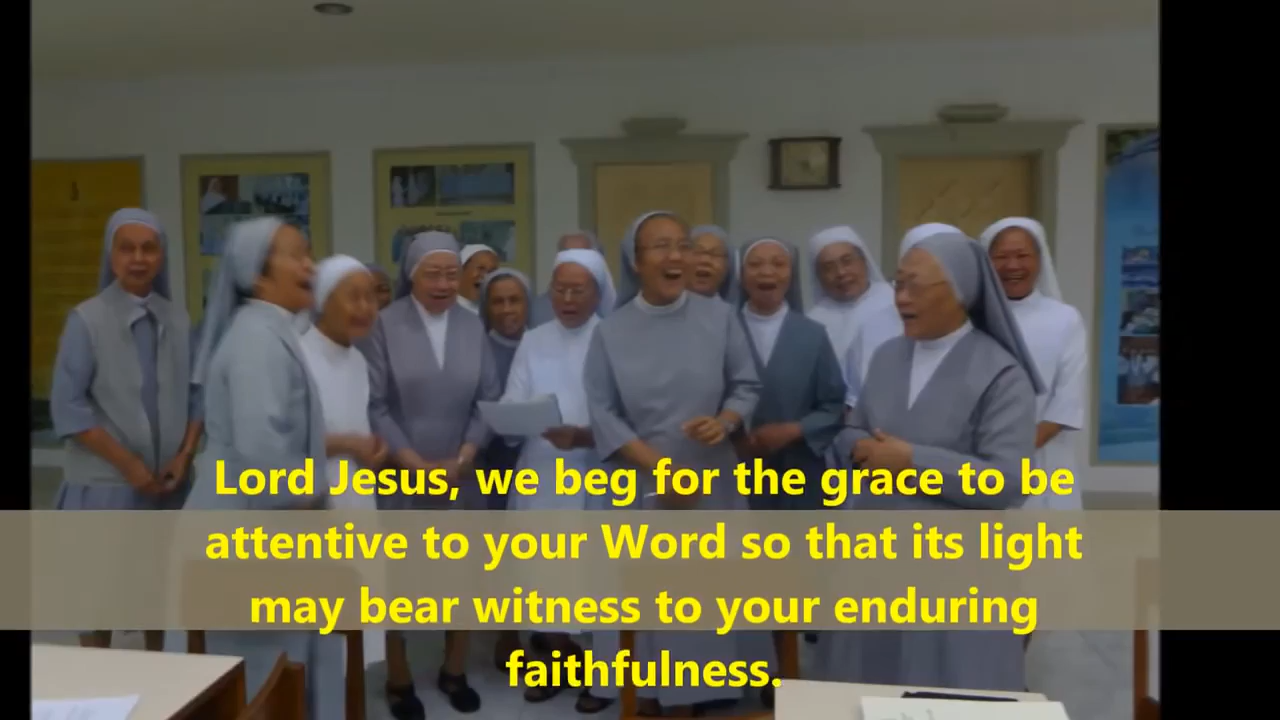 Lord Jesus, we beg for the grace to be
attentive to your Word so that its light
may bear witness to your enduring
faithfulness.